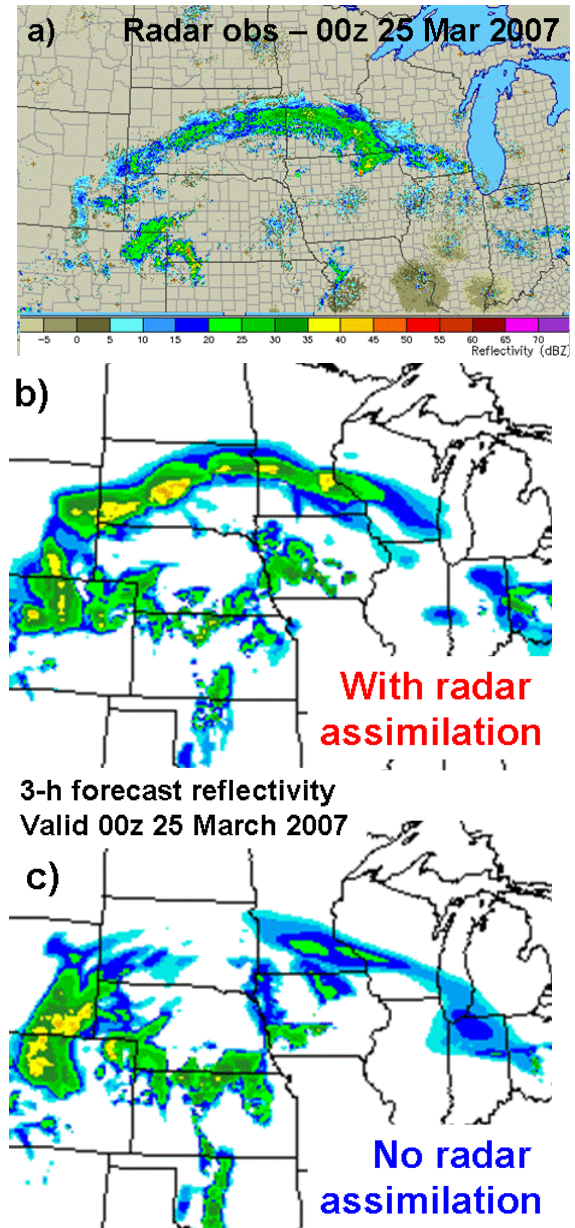 a) Radar obs – 00z 25 Mar 2007
−5 0 5 10 15 20 25 30 35 40 45 50 55 60 65 70
Reflectivity (dBZ)
b)
With radar
assimilation
3-h forecast reflectivity
Valid 00z 25 March 2007
c)
No radar
assimilation